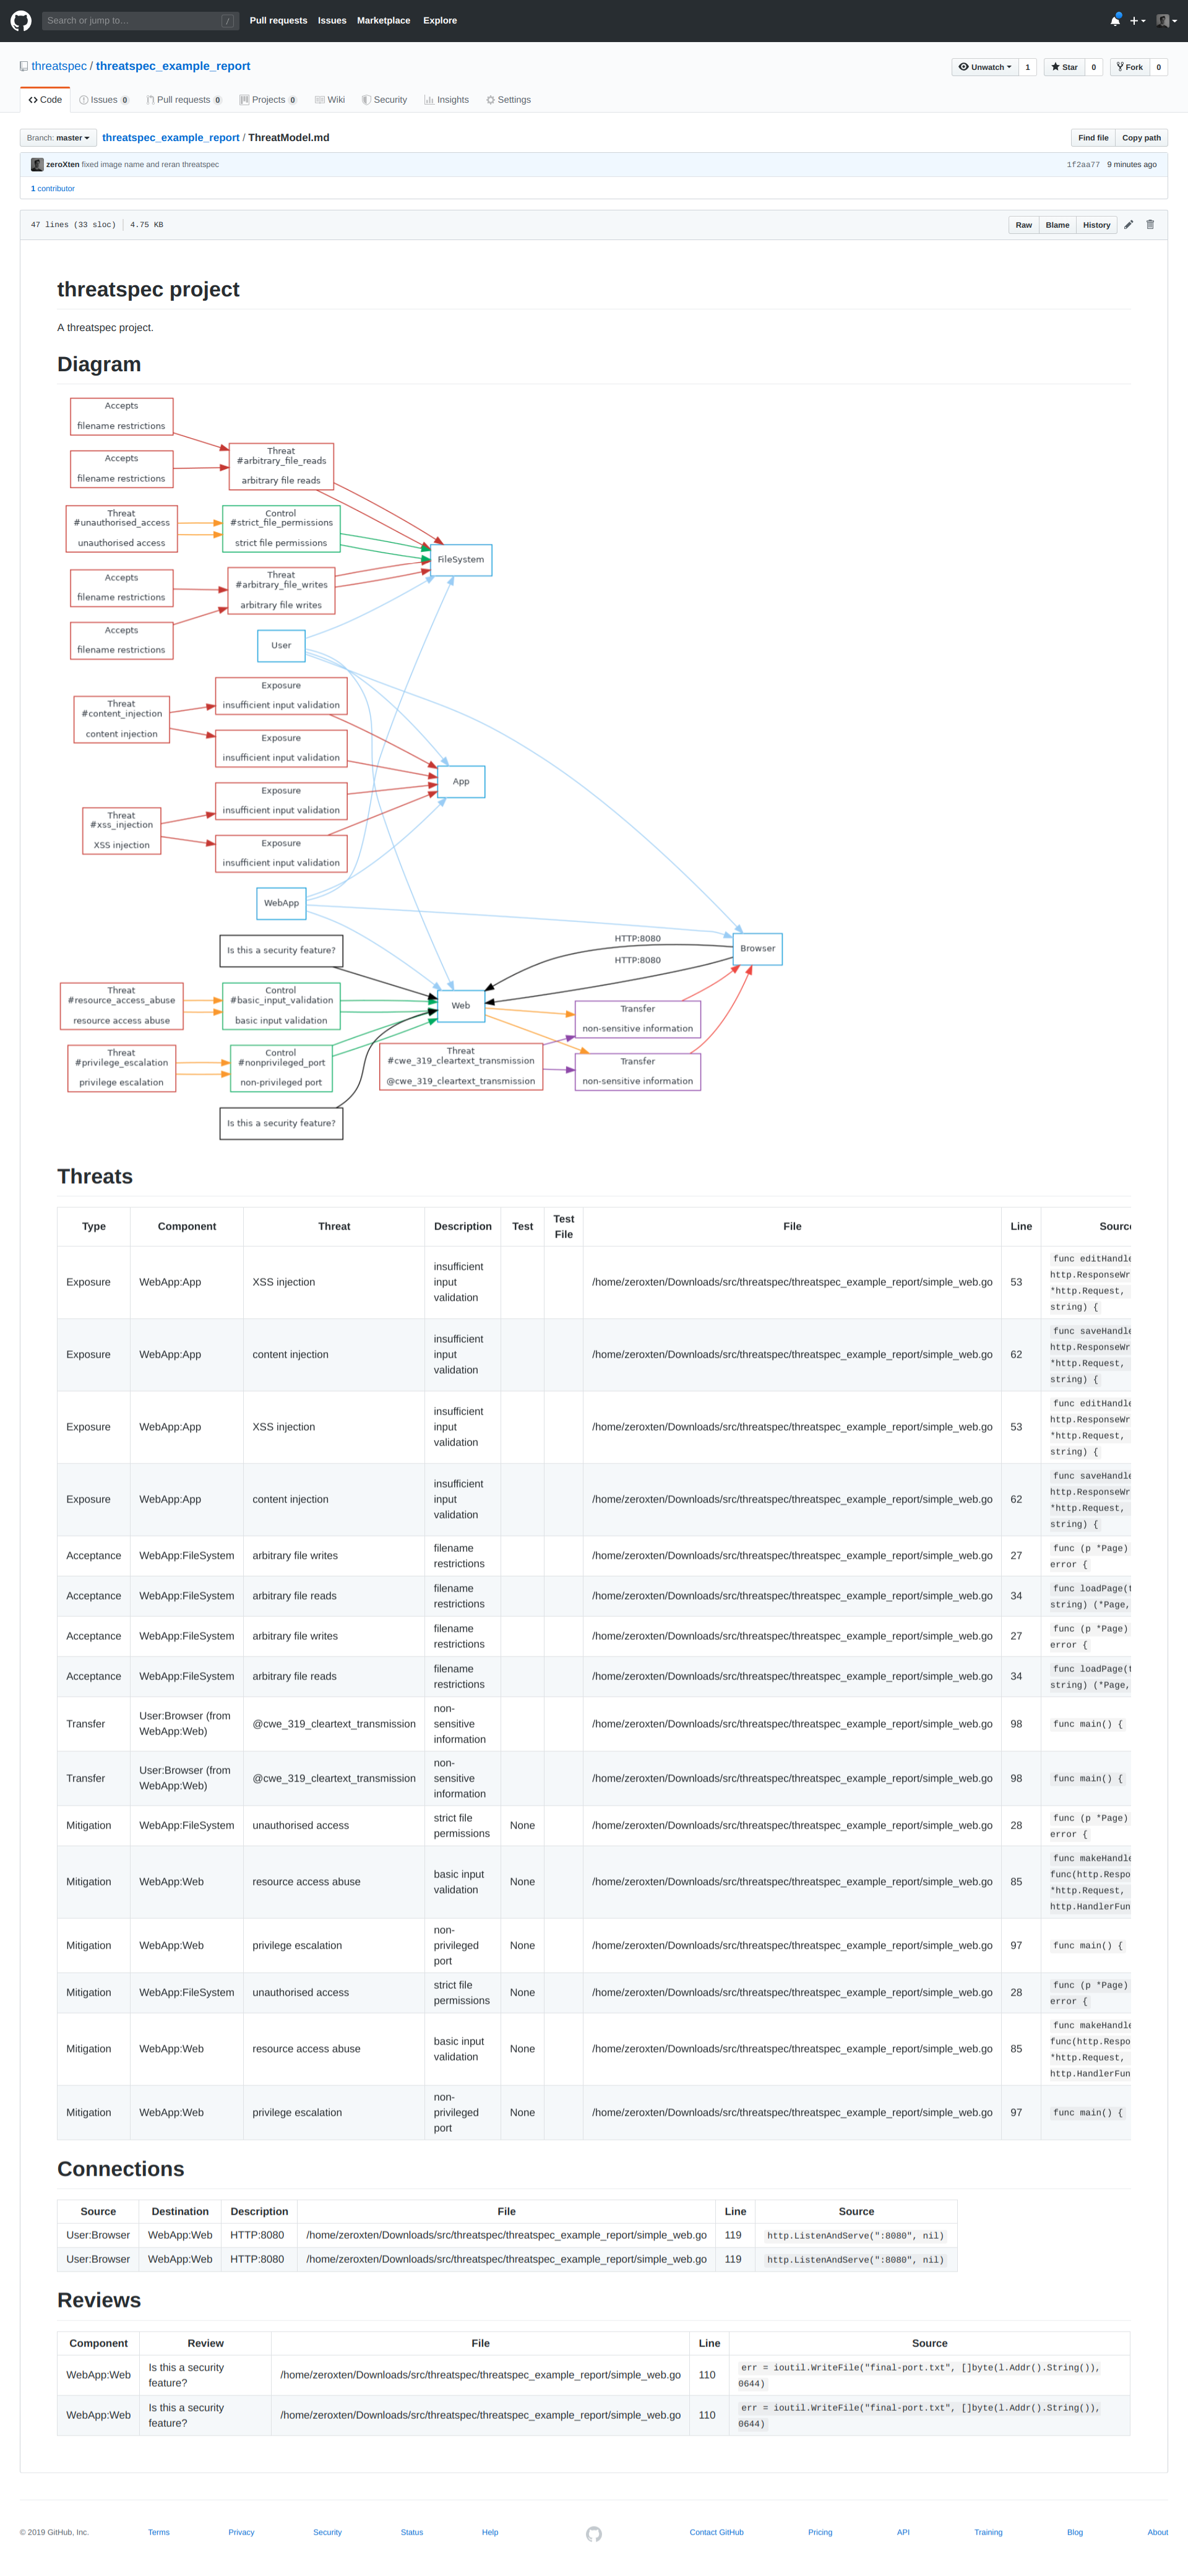 Search or jump to… /
Pull requests Issues Marketplace Explore
threatspec / threatspec_example_report
Unwatch 1 Star 0 Fork 0
Code Issues 0 Pull requests 0 Projects 0 Wiki Security Insights Settings
Branch: master threatspec_example_report / ThreatModel.md
Find file Copy path
zeroXten fixed image name and reran threatspec
1f2aa77 9 minutes ago
1 contributor
47 lines (33 sloc) 4.75 KB
Raw Blame History
threatspec project
A threatspec project.
Diagram
Accepts
filename restrictions
Threat
#arbitrary_file_reads
arbitrary file reads
Accepts
filename restrictions
Threat
#unauthorised_access
unauthorised access
Control
#strict_file_permissions
strict file permissions
FileSystem
Accepts
filename restrictions
Threat
#arbitrary_file_writes
arbitrary file writes
Accepts
filename restrictions
User
Exposure
insufficient input validation
Threat
#content_injection
content injection
Exposure
insufficient input validation
App
Exposure
insufficient input validation
Threat
#xss_injection
XSS injection
Exposure
insufficient input validation
WebApp
Is this a security feature?
HTTP:8080
HTTP:8080
Browser
Threat
#resource_access_abuse
resource access abuse
Control
#basic_input_validation
basic input validation
Web
Transfer
non-sensitive information
Threat
#privilege_escalation
privilege escalation
Control
#nonprivileged_port
non-privileged port
Threat
#cwe_319_cleartext_transmission
@cwe_319_cleartext_transmission
Transfer
non-sensitive information
Is this a security feature?
Threats
Type Component Threat Description Test Test File File Line Sourc
Exposure WebApp:App XSS injection insufficient input validation /home/zeroxten/Downloads/src/threatspec/threatspec_example_report/simple_web.go 53 func editHandle http.ResponseWr *http.Request, string) {
Exposure WebApp:App content injection insufficient input validation /home/zeroxten/Downloads/src/threatspec/threatspec_example_report/simple_web.go 62 func saveHandle http.ResponseWr *http.Request, string) {
Exposure WebApp:App XSS injection insufficient input validation /home/zeroxten/Downloads/src/threatspec/threatspec_example_report/simple_web.go 53 func editHandle http.ResponseWr *http.Request, string) {
Exposure WebApp:App content injection insufficient input validation /home/zeroxten/Downloads/src/threatspec/threatspec_example_report/simple_web.go 62 func saveHandle http.ResponseWr *http.Request, string) {
Acceptance WebApp:FileSystem arbitrary file writes filename restrictions /home/zeroxten/Downloads/src/threatspec/threatspec_example_report/simple_web.go 27 func (p *Page) error {
Acceptance WebApp:FileSystem arbitrary file reads filename restrictions /home/zeroxten/Downloads/src/threatspec/threatspec_example_report/simple_web.go 34 func loadPage(t string) (*Page,
Acceptance WebApp:FileSystem arbitrary file writes filename restrictions /home/zeroxten/Downloads/src/threatspec/threatspec_example_report/simple_web.go 27 func (p *Page) error {
Acceptance WebApp:FileSystem arbitrary file reads filename restrictions /home/zeroxten/Downloads/src/threatspec/threatspec_example_report/simple_web.go 34 func loadPage(t string) (*Page,
Transfer User:Browser (from WebApp:Web) @cwe_319_cleartext_transmission non-sensitive information /home/zeroxten/Downloads/src/threatspec/threatspec_example_report/simple_web.go 98 func main() {
Transfer User:Browser (from WebApp:Web) @cwe_319_cleartext_transmission non-sensitive information /home/zeroxten/Downloads/src/threatspec/threatspec_example_report/simple_web.go 98 func main() {
Mitigation WebApp:FileSystem unauthorised access strict file permissions None /home/zeroxten/Downloads/src/threatspec/threatspec_example_report/simple_web.go 28 func (p *Page) error {
Mitigation WebApp:Web resource access abuse basic input validation None /home/zeroxten/Downloads/src/threatspec/threatspec_example_report/simple_web.go 85 func makeHandle func(http.Respo *http.Request, http.HandlerFun
Mitigation WebApp:Web privilege escalation non-privileged port None /home/zeroxten/Downloads/src/threatspec/threatspec_example_report/simple_web.go 97 func main() {
Mitigation WebApp:FileSystem unauthorised access strict file permissions None /home/zeroxten/Downloads/src/threatspec/threatspec_example_report/simple_web.go 28 func (p *Page) error {
Mitigation WebApp:Web resource access abuse basic input validation None /home/zeroxten/Downloads/src/threatspec/threatspec_example_report/simple_web.go 85 func makeHandle func(http.Respo *http.Request, http.HandlerFun
Mitigation WebApp:Web privilege escalation non-privileged port None /home/zeroxten/Downloads/src/threatspec/threatspec_example_report/simple_web.go 97 func main() {
Connections
Source Destination Description File Line Source
User:Browser WebApp:Web HTTP:8080 /home/zeroxten/Downloads/src/threatspec/threatspec_example_report/simple_web.go 119 http.ListenAndServe(":8080", nil)
User:Browser WebApp:Web HTTP:8080 /home/zeroxten/Downloads/src/threatspec/threatspec_example_report/simple_web.go 119 http.ListenAndServe(":8080", nil)
Reviews
Component Review File Line Source
WebApp:Web Is this a security feature? /home/zeroxten/Downloads/src/threatspec/threatspec_example_report/simple_web.go 110 err = ioutil.WriteFile("final-port.txt", []byte(l.Addr().String()), 0644)
WebApp:Web Is this a security feature? /home/zeroxten/Downloads/src/threatspec/threatspec_example_report/simple_web.go 110 err = ioutil.WriteFile("final-port.txt", []byte(l.Addr().String()), 0644)
© 2019 GitHub, Inc. Terms Privacy Security Status Help Contact GitHub Pricing API Training Blog About